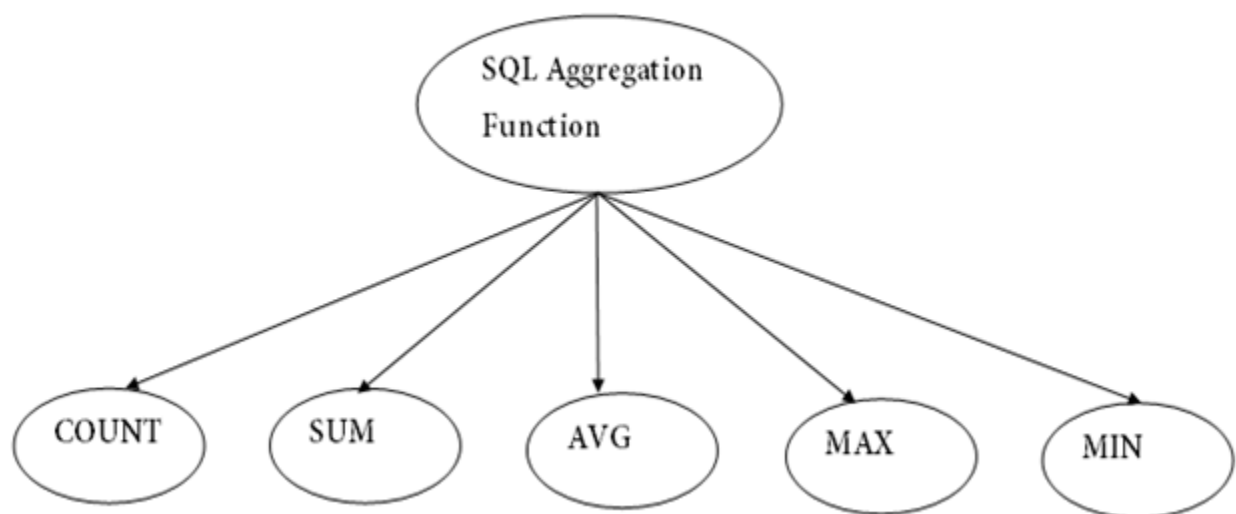 SQL Aggregation
Function
COUNT
SUM
AVG
MAX
MIN